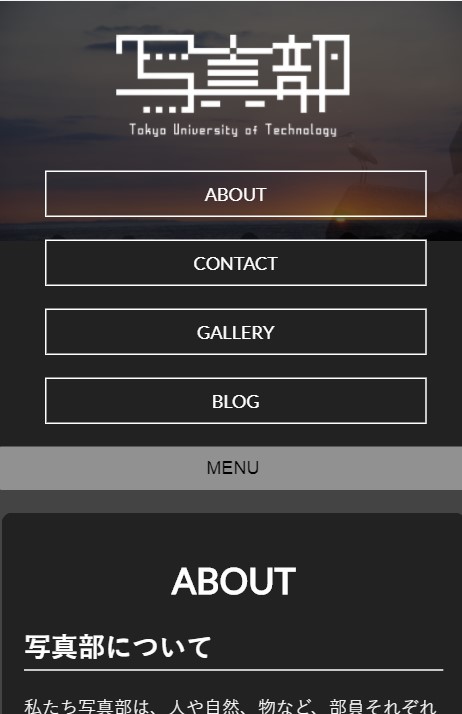 写真部
Tokyo University of Technology
ABOUT
CONTACT
GALLERY
BLOG
MENU
ABOUT
写真部について
私たち写真部は、人や自然、物など、部員それぞれ